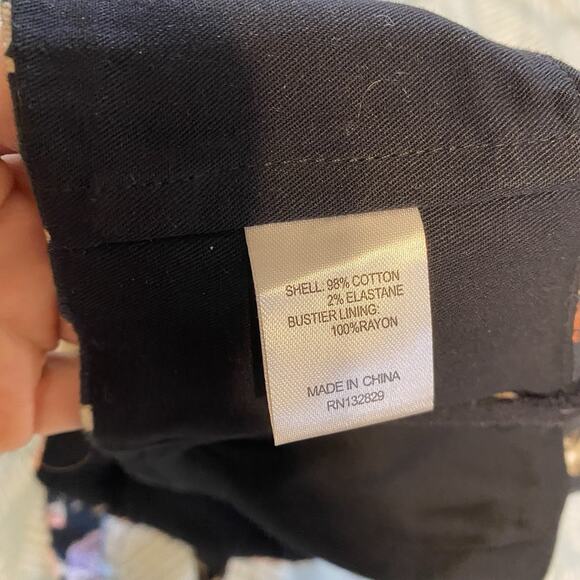 SHELL: 98% COTTON
2% ELASTANE
BUSTIER LINING:
100%RAYON
MADE IN CHINA
RN132829